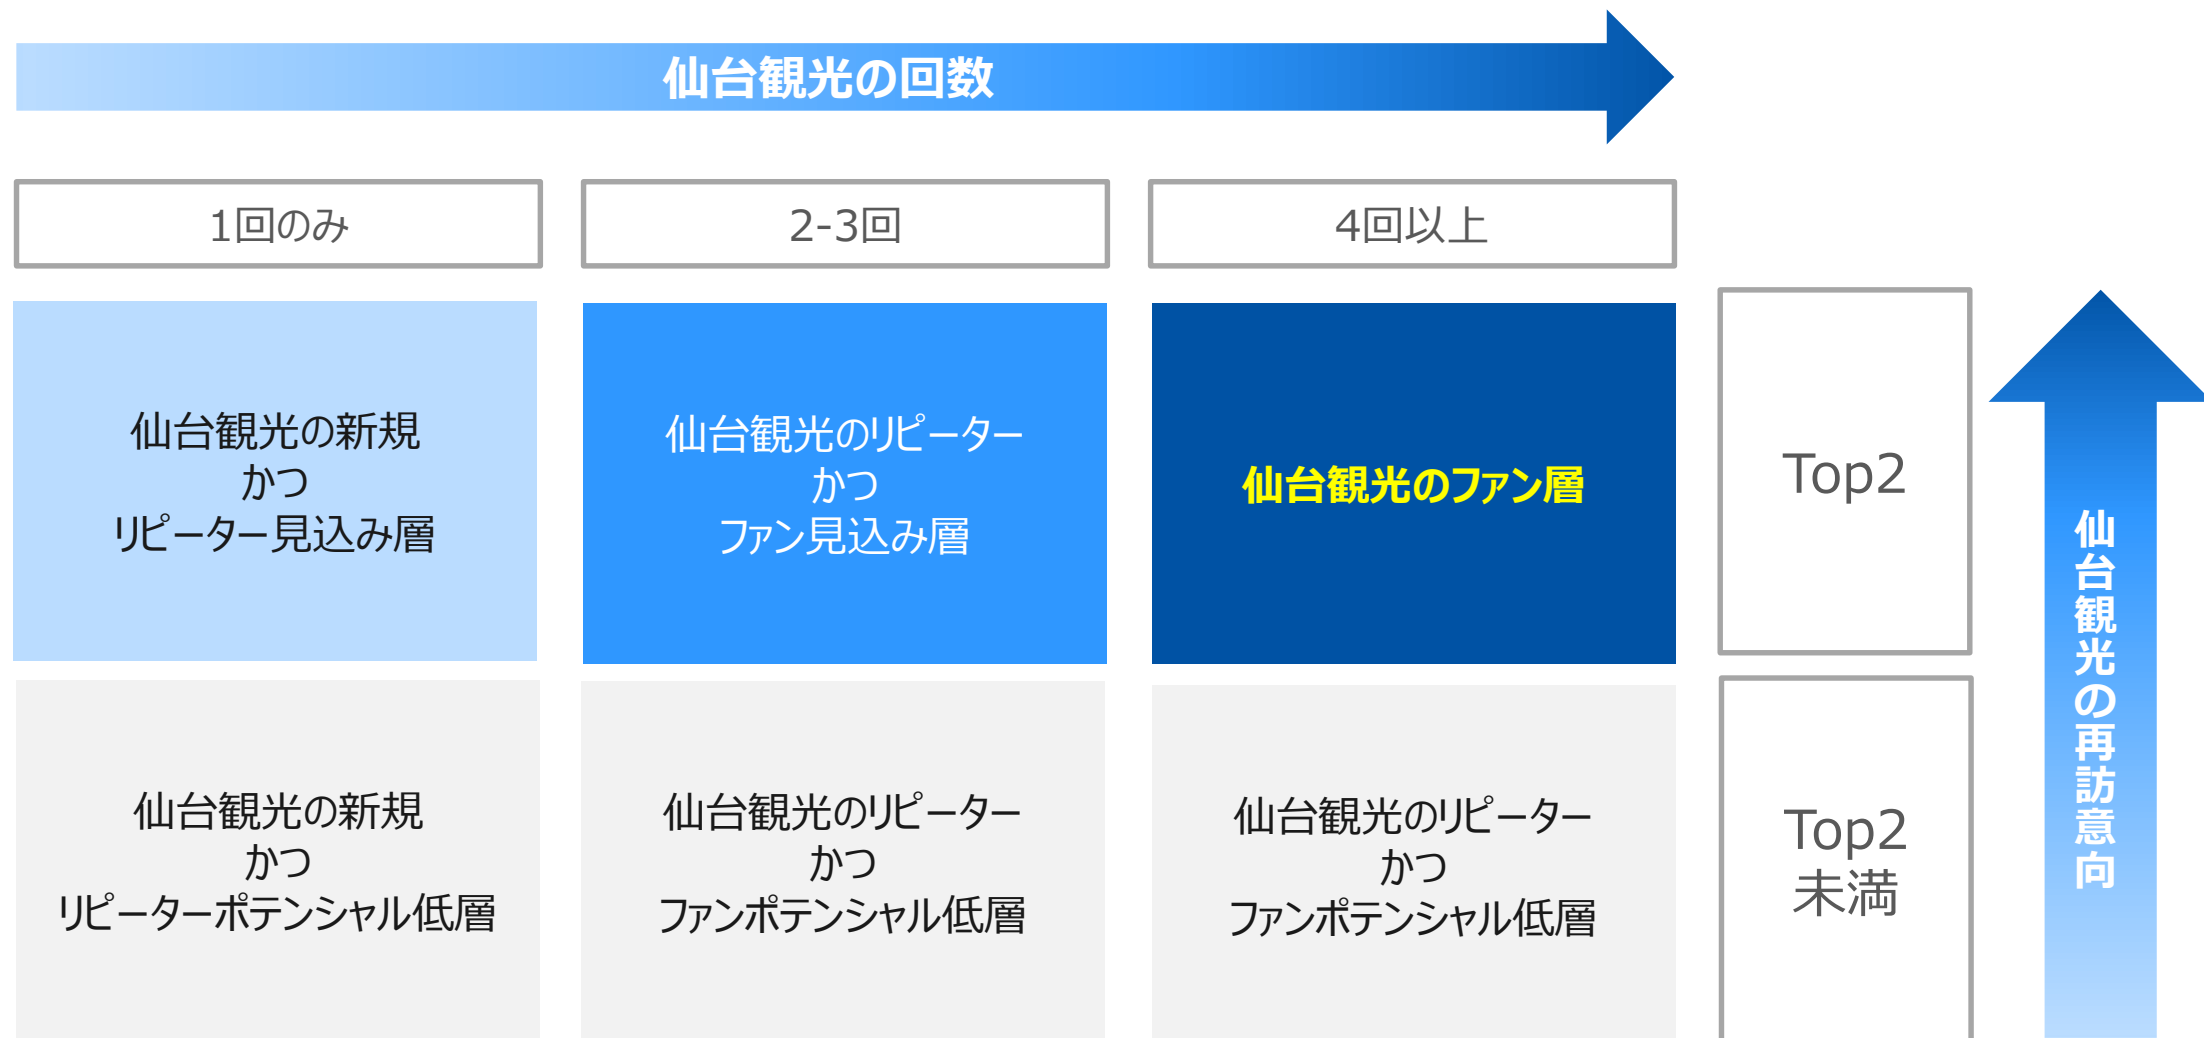 仙台観光の回数
1回のみ
2-3回
4回以上
仙台観光の新規
かつ
リピーター見込み層
仙台観光のリピーター
かつ
ファン見込み層
仙台観光のファン層
Top2
仙台観光の新規
かつ
リピーターポテンシャル低層
仙台観光のリピーター
かつ
ファンポテンシャル低層
仙台観光のリピーター
かつ
ファンポテンシャル低層
Top2
未満
仙台観光の再訪意向